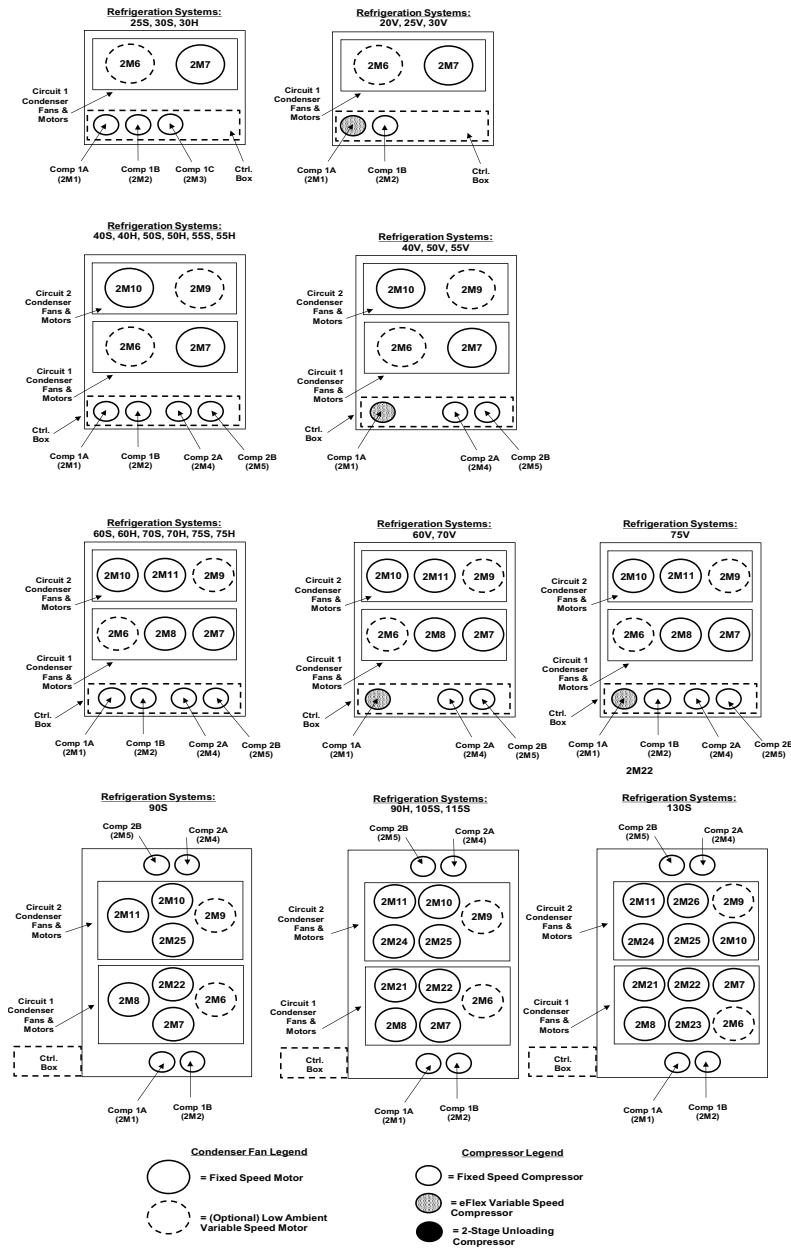 Refrigeration Systems:
25S, 30S, 30H
2M6
2M7
Circuit 1
Condenser
Fans &
Motors
Comp 1A
(2M1)
Comp 1B
(2M2)
Comp 1C
(2M3)
Ctrl.
Box
Refrigeration Systems:
20V, 25V, 30V
2M6
2M7
Circuit 1
Condenser
Fans &
Motors
Comp 1A
(2M1)
Comp 1B
(2M2)
Ctrl.
Box
Refrigeration Systems:
40S, 40H, 50S, 50H, 55S, 55H
Circuit 2
Condenser
Fans &
Motors
2M10
2M9
2M6
2M7
Circuit 1
Condenser
Fans &
Motors
Ctrl.
Box
Comp 1A
(2M1)
Comp 1B
(2M2)
Comp 2A
(2M4)
Comp 2B
(2M5)
Refrigeration Systems:
40V, 50V, 55V
Circuit 2
Condenser
Fans &
Motors
2M10
2M9
2M6
2M7
Circuit 1
Condenser
Fans &
Motors
Ctrl.
Box
Comp 1A
(2M1)
Comp 2A
(2M4)
Comp 2B
(2M5)
Refrigeration Systems:
60S, 60H, 70S, 70H, 75S, 75H
Circuit 2
Condenser
Fans &
Motors
2M10
2M11
2M9
2M6
2M8
2M7
Circuit 1
Condenser
Fans &
Motors
Ctrl.
Box
Comp 1A
(2M1)
Comp 1B
(2M2)
Comp 2A
(2M4)
Comp 2B
(2M5)
Refrigeration Systems:
60V, 70V
Circuit 2
Condenser
Fans &
Motors
2M10
2M11
2M9
2M6
2M8
2M7
Circuit 1
Condenser
Fans &
Motors
Ctrl.
Box
Comp 1A
(2M1)
Comp 2A
(2M4)
Comp 2B
(2M5)
Refrigeration Systems:
75V
Circuit 2
Condenser
Fans &
Motors
2M10
2M11
2M9
2M6
2M8
2M7
Circuit 1
Condenser
Fans &
Motors
Ctrl.
Box
Comp 1A
(2M1)
Comp 1B
(2M2)
Comp 2A
(2M4)
Comp 2B
(2M5)
2M22
Refrigeration Systems:
90S
Comp 2B
(2M5)
Comp 2A
(2M4)
Circuit 2
Condenser
Fans &
Motors
2M11
2M10
2M9
2M25
Circuit 1
Condenser
Fans &
Motors
2M8
2M22
2M6
2M7
Ctrl.
Box
Comp 1A
(2M1)
Comp 1B
(2M2)
Refrigeration Systems:
90H, 105S, 115S
Comp 2B
(2M5)
Comp 2A
(2M4)
Circuit 2
Condenser
Fans &
Motors
2M11
2M10
2M9
2M24
2M25
Circuit 1
Condenser
Fans &
Motors
2M21
2M22
2M6
2M8
2M7
Ctrl.
Box
Comp 1A
(2M1)
Comp 1B
(2M2)
Refrigeration Systems:
130S
Comp 2B
(2M5)
Comp 2A
(2M4)
Circuit 2
Condenser
Fans &
Motors
2M11
2M26
2M9
2M24
2M25
2M10
Circuit 1
Condenser
Fans &
Motors
2M21
2M22
2M7
2M8
2M23
2M6
Ctrl.
Box
Comp 1A
(2M1)
Comp 1B
(2M2)
Condenser Fan Legend
= Fixed Speed Motor
= (Optional) Low Ambient
Variable Speed Motor
Compressor Legend
= Fixed Speed Compressor
= eFlex Variable Speed
Compressor
= 2-Stage Unloading
Compressor